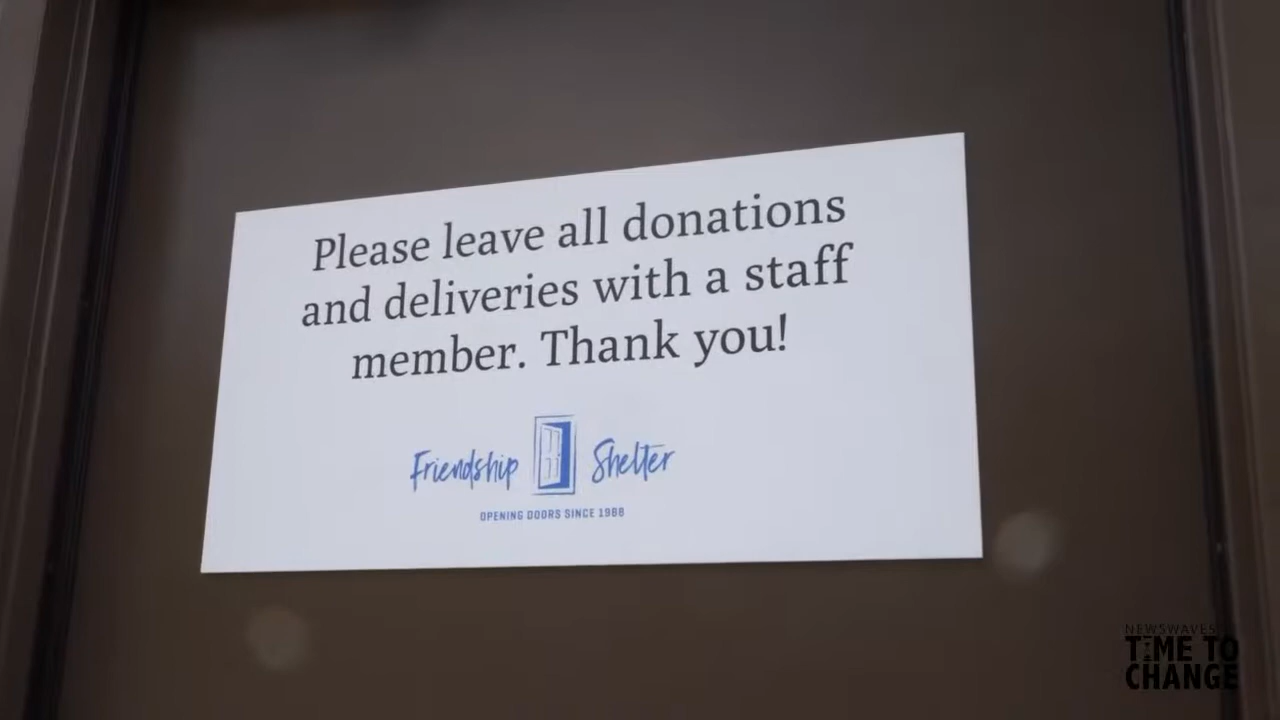 Please leave all donations
and deliveries with a staff
member. Thank you!
Friendship Shelter
OPENING DOORS SINCE 1988
NEWSWAVES
TIME TO
CHANGE